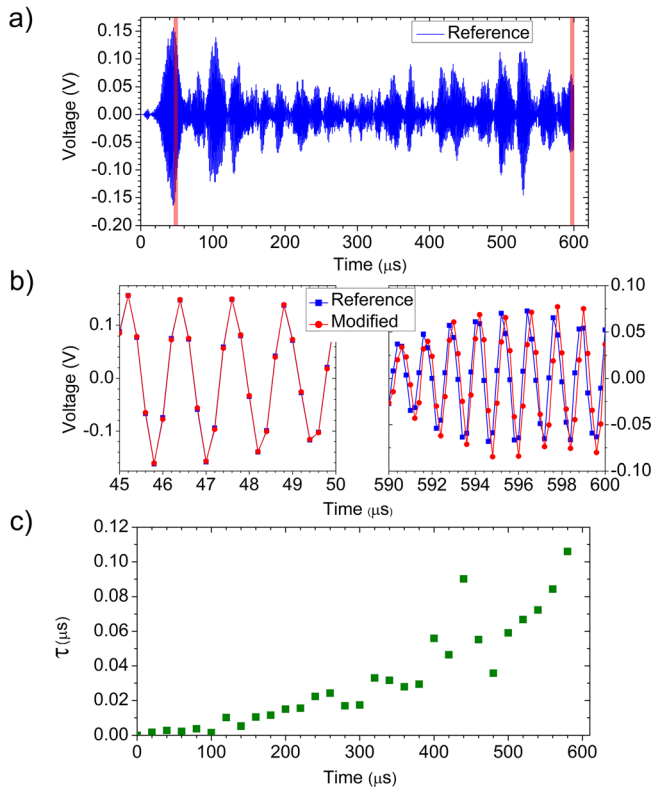 a)
Reference
0.15
0.10
0.05
0.00
-0.05
-0.10
-0.15
-0.20
Voltage (V)
0 100 200 300 400 500 600
Time (μs)
b)
Reference
Modified
0.1
0.0
-0.1
Voltage (V)
0.10
0.05
0.00
-0.05
-0.10
45 46 47 48 49 50
590 592 594 596 598 600
Time (μs)
c)
0.12
0.10
0.08
0.06
0.04
0.02
0.00
τ (μs)
0 100 200 300 400 500 600
Time (μs)